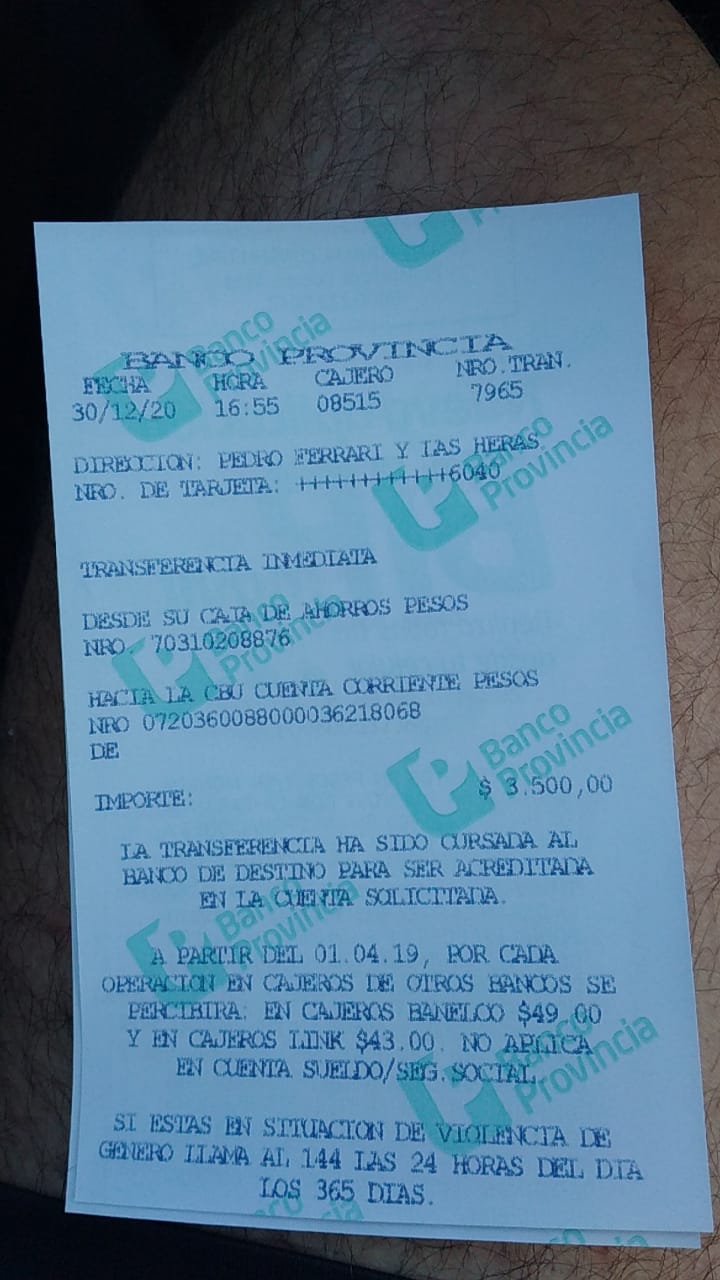 BANCO PROVINCIA
FECHA HORA CAJERO NRO.TRAN.
30/12/20 16:55 08515 7965
DIRECCION: PEDRO FERRARI Y LAS HERAS
NRO. DE TARJETA: ++++++++++++6040
TRANSFERENCIA INMEDIATA
DESDE SU CAJA DE AHORROS PESOS
NRO. 70310208876
HACIA LA CBU CUENTA CORRIENTE PESOS
NRO 0720360088000036218068
DE
IMPORTE: $ 3.500,00
LA TRANSFERENCIA HA SIDO CURSADA AL
BANCO DE DESTINO PARA SER ACREDITADA
EN LA CUENTA SOLICITADA.
A PARTIR DEL 01.04.19, POR CADA
OPERACION EN CAJEROS DE OTROS BANCOS SE
PERCIBIRA: EN CAJEROS BANELCO $49.00
Y EN CAJEROS LINK $43.00. NO APLICA
EN CUENTA SUELDO/SEG.SOCIAL
SI ESTAS EN SITUACION DE VIOLENCIA DE
GENERO LLAMA AL 144 LAS 24 HORAS DEL DIA
LOS 365 DIAS.
Banco
Provincia
Banco
Provincia
Banco
Provincia
Banco
Provincia
Banco
Provincia
Banco
Provincia